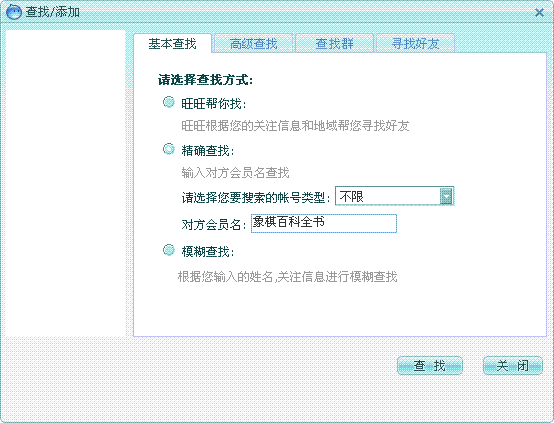 查找/添加
基本查找 高级查找 查找群 寻找好友
请选择查找方式:
旺旺帮你找:
旺旺根据您的关注信息和地域帮您寻找好友
精确查找:
输入对方会员名查找
请选择您要搜索的帐号类型: 不限
对方会员名: 象棋百科全书
模糊查找:
根据您输入的姓名,关注信息进行模糊查找
查 找 关 闭